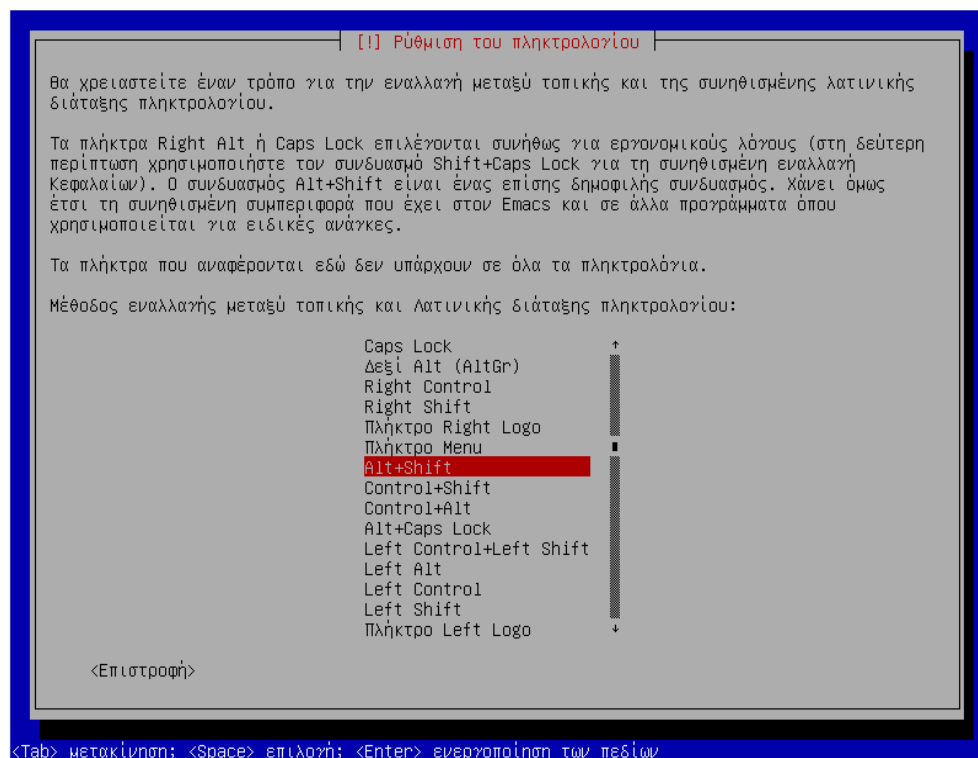 [!] Ρύθμιση του πληκτρολογίου
Θα χρειαστείτε έναν τρόπο για την εναλλαγή μεταξύ τοπικής και της συνηθισμένης λατινικής
διάταξης πληκτρολογίου.
Τα πλήκτρα Right Alt ή Caps Lock επιλέγονται συνήθως για εργονομικούς λόγους (στη δεύτερη
περίπτωση χρησιμοποιήστε τον συνδυασμό Shift+Caps Lock για τη συνηθισμένη εναλλαγή
Κεφαλαίων). Ο συνδυασμός Alt+Shift είναι ένας επίσης δημοφιλής συνδυασμός. Χάνει όμως
έτσι τη συνηθισμένη συμπεριφορά που έχει στον Emacs και σε άλλα προγράμματα όπου
χρησιμοποιείται για ειδικές ανάγκες.
Τα πλήκτρα που αναφέρονται εδώ δεν υπάρχουν σε όλα τα πληκτρολόγια.
Μέθοδος εναλλαγής μεταξύ τοπικής και Λατινικής διάταξης πληκτρολογίου:
Caps Lock
Δεξί Alt (AltGr)
Right Control
Right Shift
Πλήκτρο Right Logo
Πλήκτρο Menu
Alt+Shift
Control+Shift
Control+Alt
Alt+Caps Lock
Left Control+Left Shift
Left Alt
Left Control
Left Shift
Πλήκτρο Left Logo
<Επιστροφή>
<Tab> μετακίνηση; <Space> επιλογή; <Enter> ενεργοποίηση των πεδίων